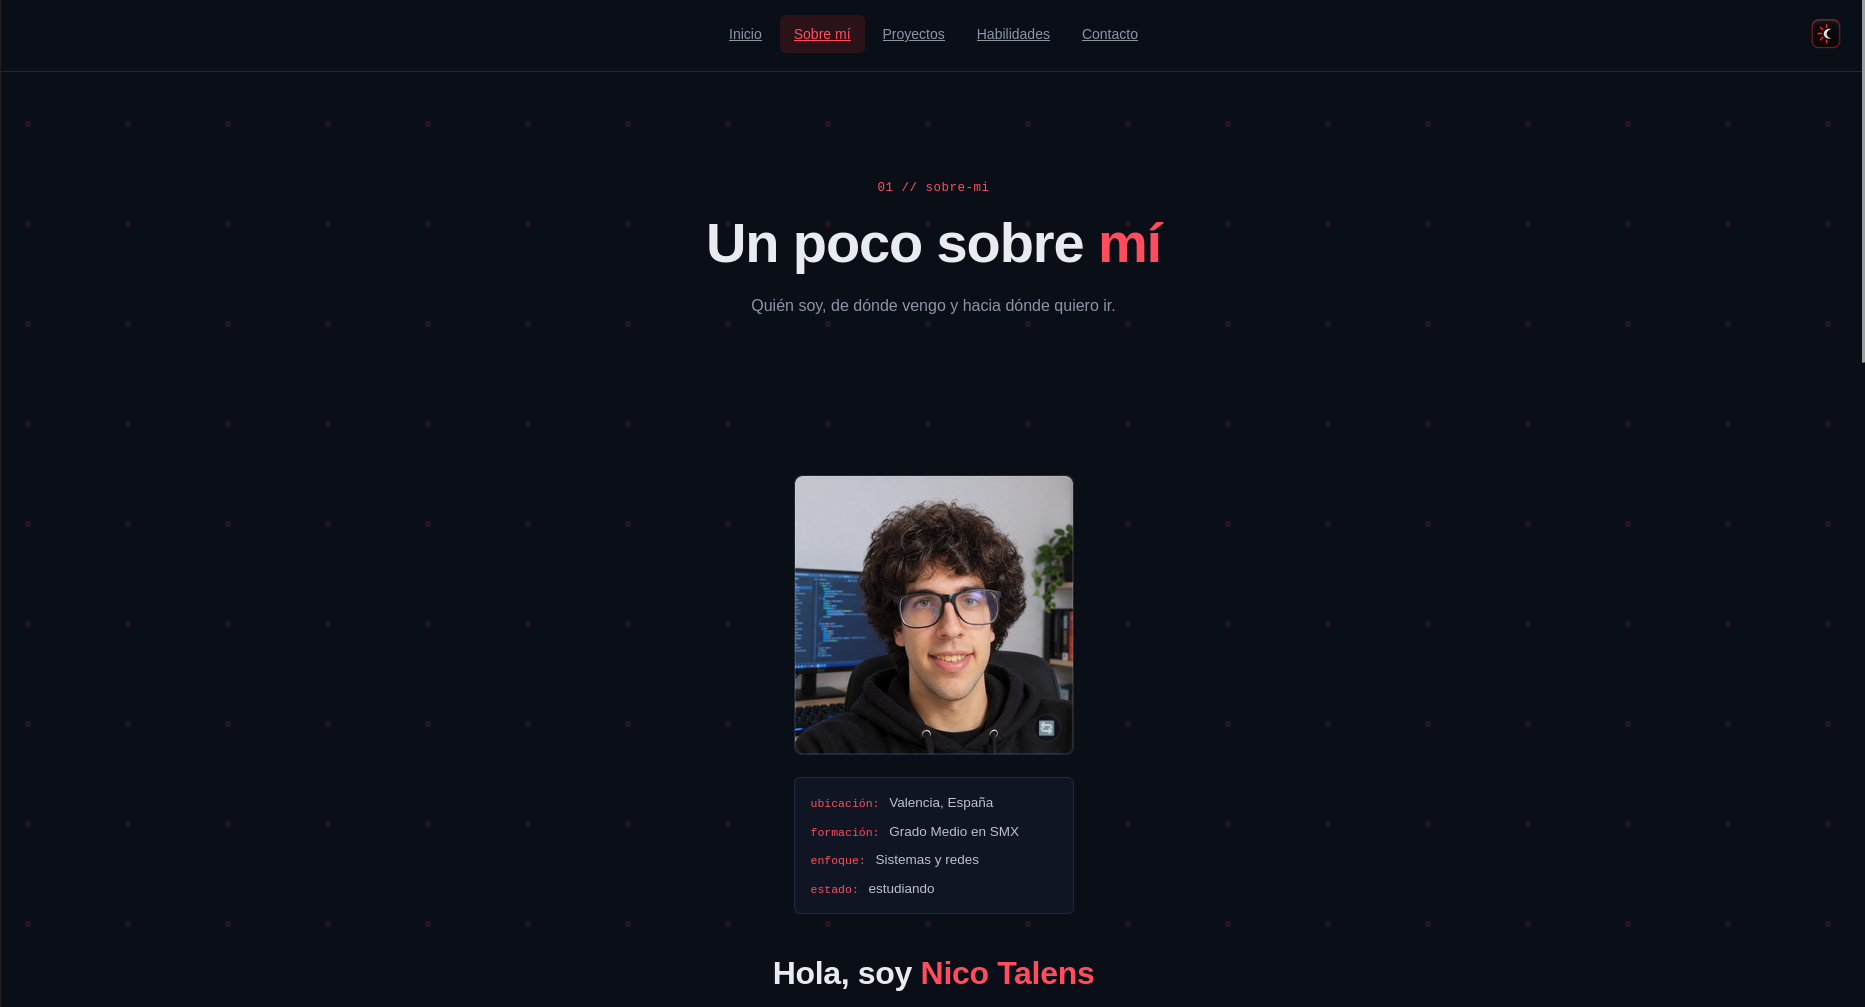 Inicio Sobre mí Proyectos Habilidades Contacto
01 // sobre-mi
Un poco sobre mí
Quién soy, de dónde vengo y hacia dónde quiero ir.
ubicación: Valencia, España
formación: Grado Medio en SMX
enfoque: Sistemas y redes
estado: estudiando
Hola, soy Nico Talens